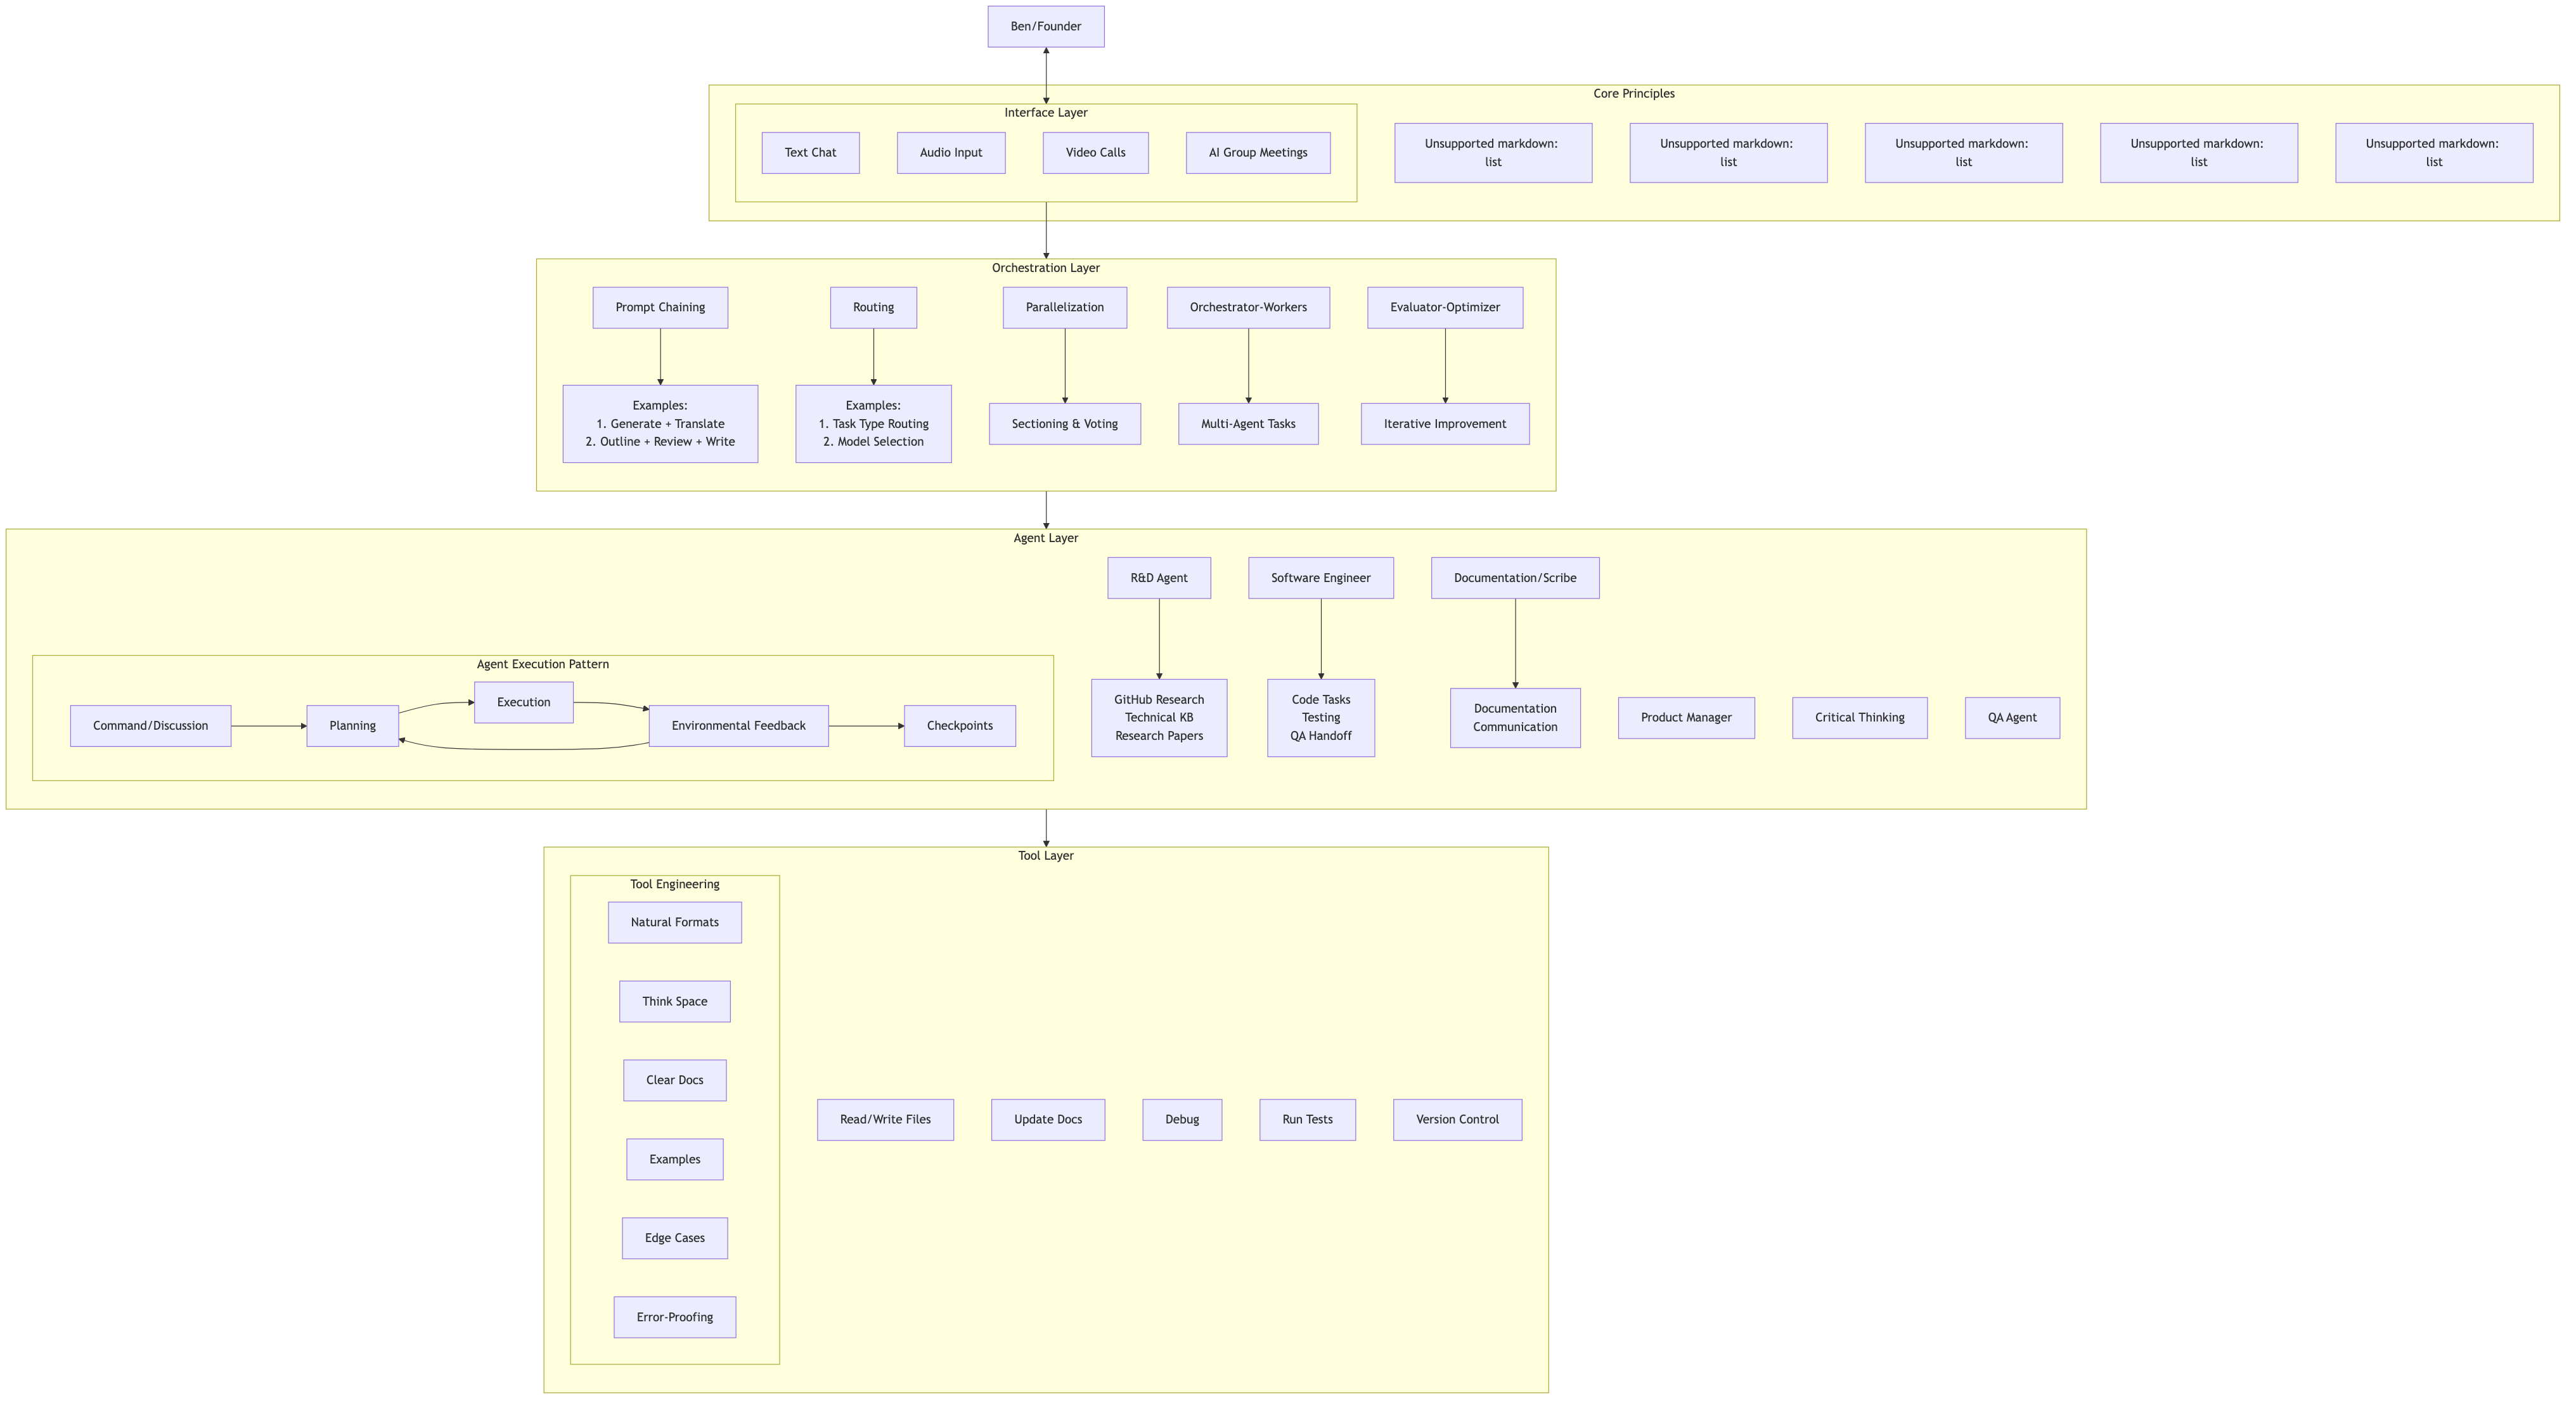 Ben/Founder
Core Principles
Interface Layer
Text Chat
Audio Input
Video Calls
AI Group Meetings
Unsupported markdown:
list
Unsupported markdown:
list
Unsupported markdown:
list
Unsupported markdown:
list
Unsupported markdown:
list
Orchestration Layer
Prompt Chaining
Routing
Parallelization
Orchestrator-Workers
Evaluator-Optimizer
Examples:
1. Generate + Translate
2. Outline + Review + Write
Examples:
1. Task Type Routing
2. Model Selection
Sectioning & Voting
Multi-Agent Tasks
Iterative Improvement
Agent Layer
R&D Agent
Software Engineer
Documentation/Scribe
Agent Execution Pattern
Command/Discussion
Planning
Execution
Environmental Feedback
Checkpoints
GitHub Research
Technical KB
Research Papers
Code Tasks
Testing
QA Handoff
Documentation
Communication
Product Manager
Critical Thinking
QA Agent
Tool Layer
Tool Engineering
Natural Formats
Think Space
Clear Docs
Examples
Edge Cases
Error-Proofing
Read/Write Files
Update Docs
Debug
Run Tests
Version Control